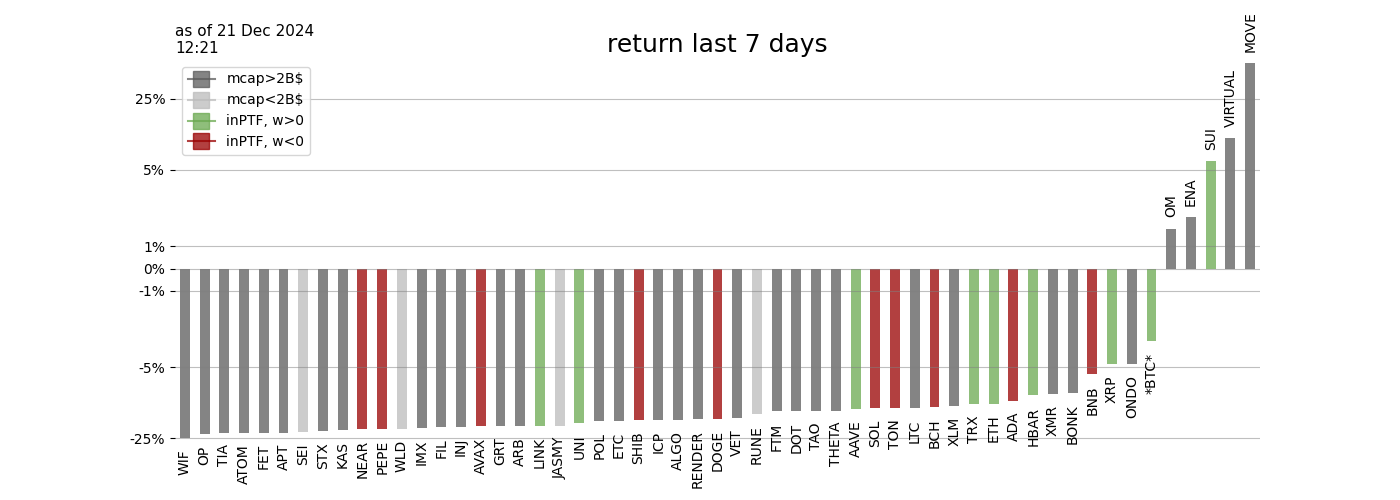 as of 21 Dec 2024
12:21
return last 7 days
mcap>2B$
mcap<2B$
inPTF, w>0
inPTF, w<0
25%
5%
1%
0%
-1%
-5%
-25%
WIF
OP
TIA
ATOM
FET
APT
SEI
STX
KAS
NEAR
PEPE
WLD
IMX
FIL
INJ
AVAX
GRT
ARB
LINK
JASMY
UNI
POL
ETC
SHIB
ICP
ALGO
RENDER
DOGE
VET
RUNE
FTM
DOT
TAO
THETA
AAVE
SOL
TON
LTC
BCH
XLM
TRX
ETH
ADA
HBAR
XMR
BONK
BNB
XRP
ONDO
*BTC*
OM
ENA
SUI
VIRTUAL
MOVE